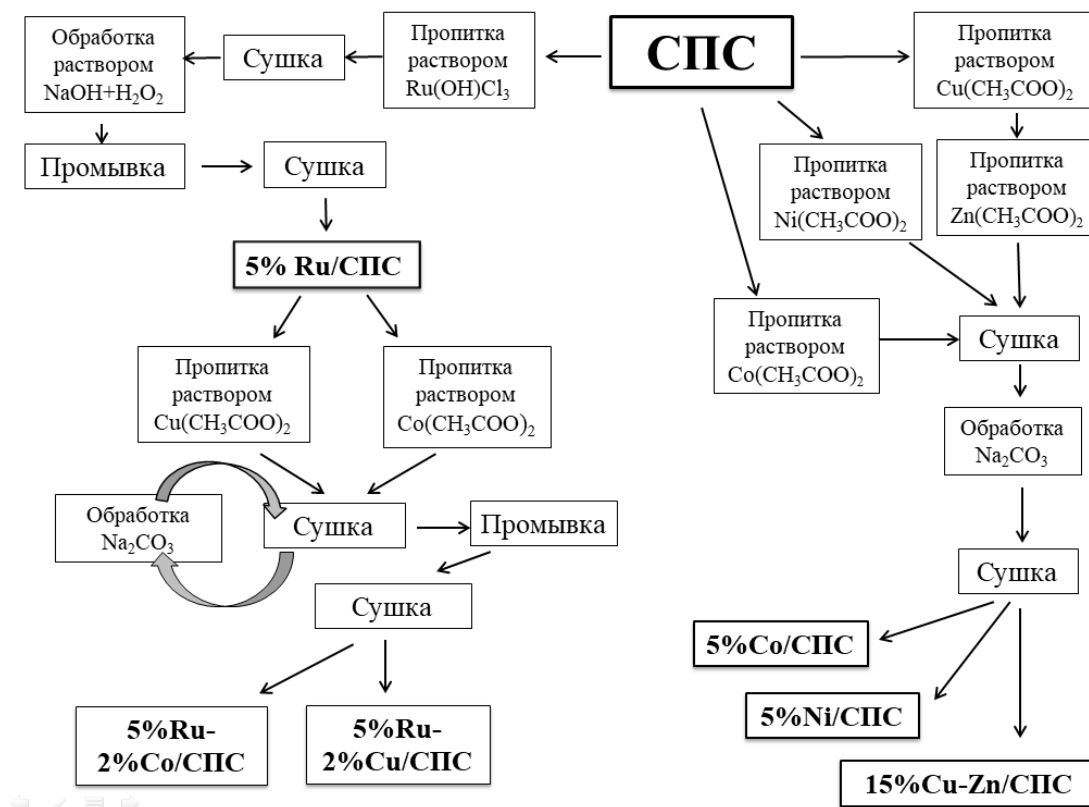 СПС
Пропитка
раствором
Ru(OH)Cl₃
Сушка
Обработка
раствором
NaOH+H₂O₂
Промывка
Сушка
5% Ru/СПС
Пропитка
раствором
Cu(CH₃COO)₂
Пропитка
раствором
Co(CH₃COO)₂
Обработка
Na₂CO₃
Сушка
Промывка
Сушка
5%Ru-
2%Co/СПС
5%Ru-
2%Cu/СПС
Пропитка
раствором
Cu(CH₃COO)₂
Пропитка
раствором
Ni(CH₃COO)₂
Пропитка
раствором
Zn(CH₃COO)₂
Пропитка
раствором
Co(CH₃COO)₂
Сушка
Обработка
Na₂CO₃
Сушка
5%Co/СПС
5%Ni/СПС
15%Cu-Zn/СПС